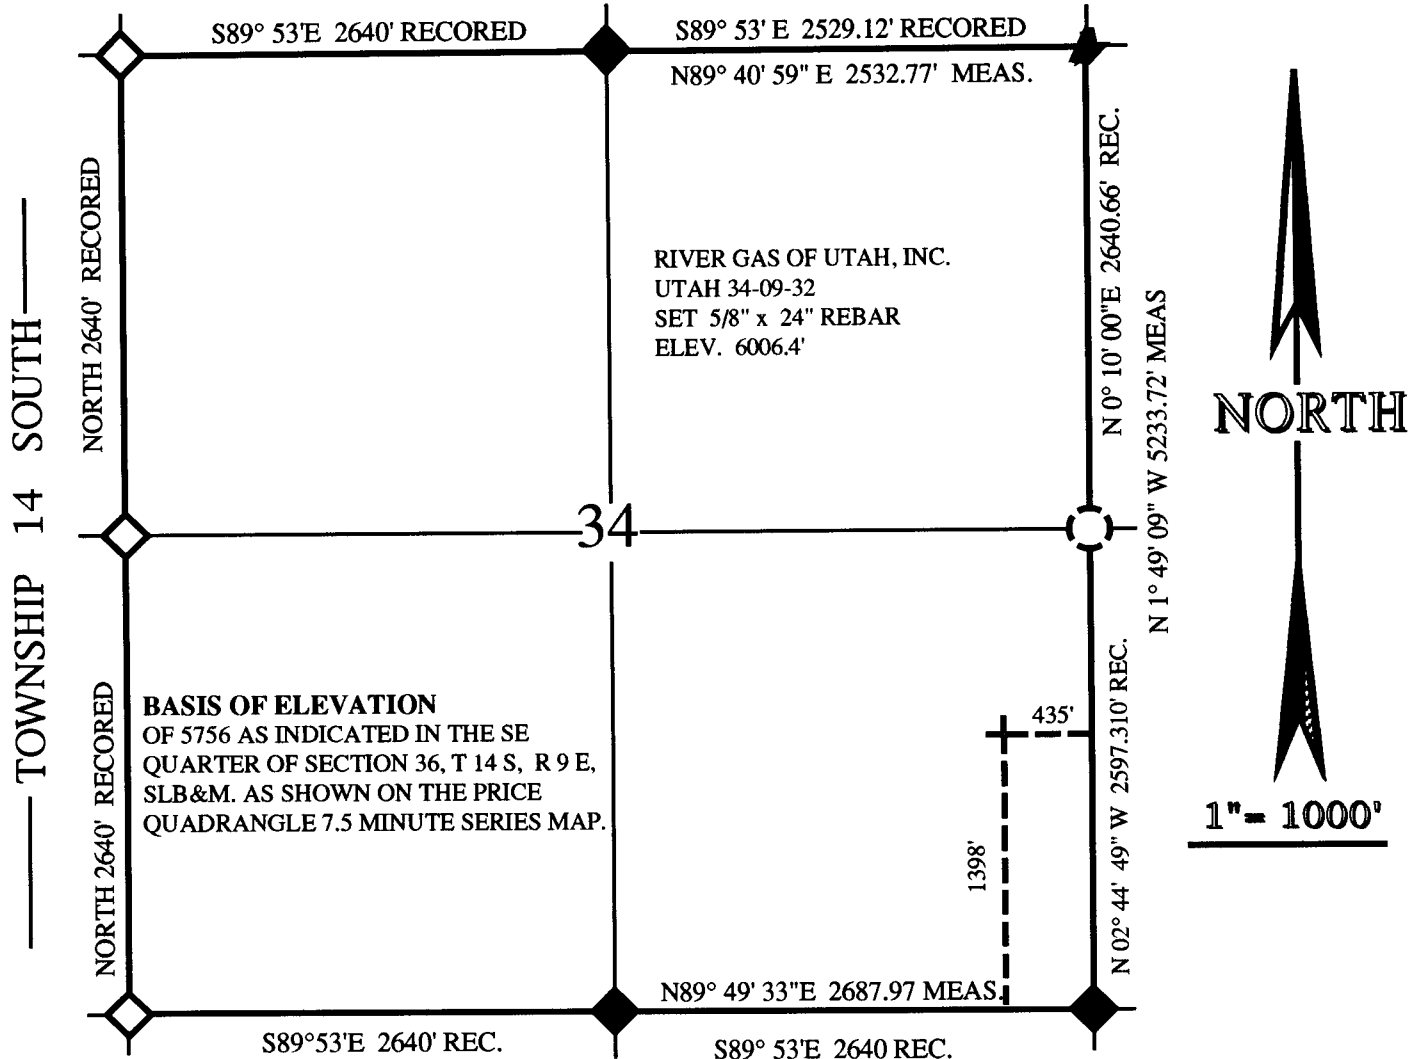 S89° 53'E 2640' RECORED
S89° 53' E 2529.12' RECORED
N89° 40' 59" E 2532.77' MEAS.
NORTH 2640' RECORED
N 0° 10' 00"E 2640.66' REC.
RIVER GAS OF UTAH, INC.
UTAH 34-09-32
SET 5/8" x 24" REBAR
ELEV. 6006.4'
TOWNSHIP 14 SOUTH
N 1° 49' 09" W 5233.72' MEAS
NORTH
34
BASIS OF ELEVATION
OF 5756 AS INDICATED IN THE SE
QUARTER OF SECTION 36, T 14 S, R 9 E,
SLB&M. AS SHOWN ON THE PRICE
QUADRANGLE 7.5 MINUTE SERIES MAP.
NORTH 2640' RECORED
435'
1398'
N 02° 44' 49" W 2597.310' REC.
1"= 1000'
N89° 49' 33"E 2687.97 MEAS.
S89°53'E 2640' REC.
S89° 53'E 2640 REC.